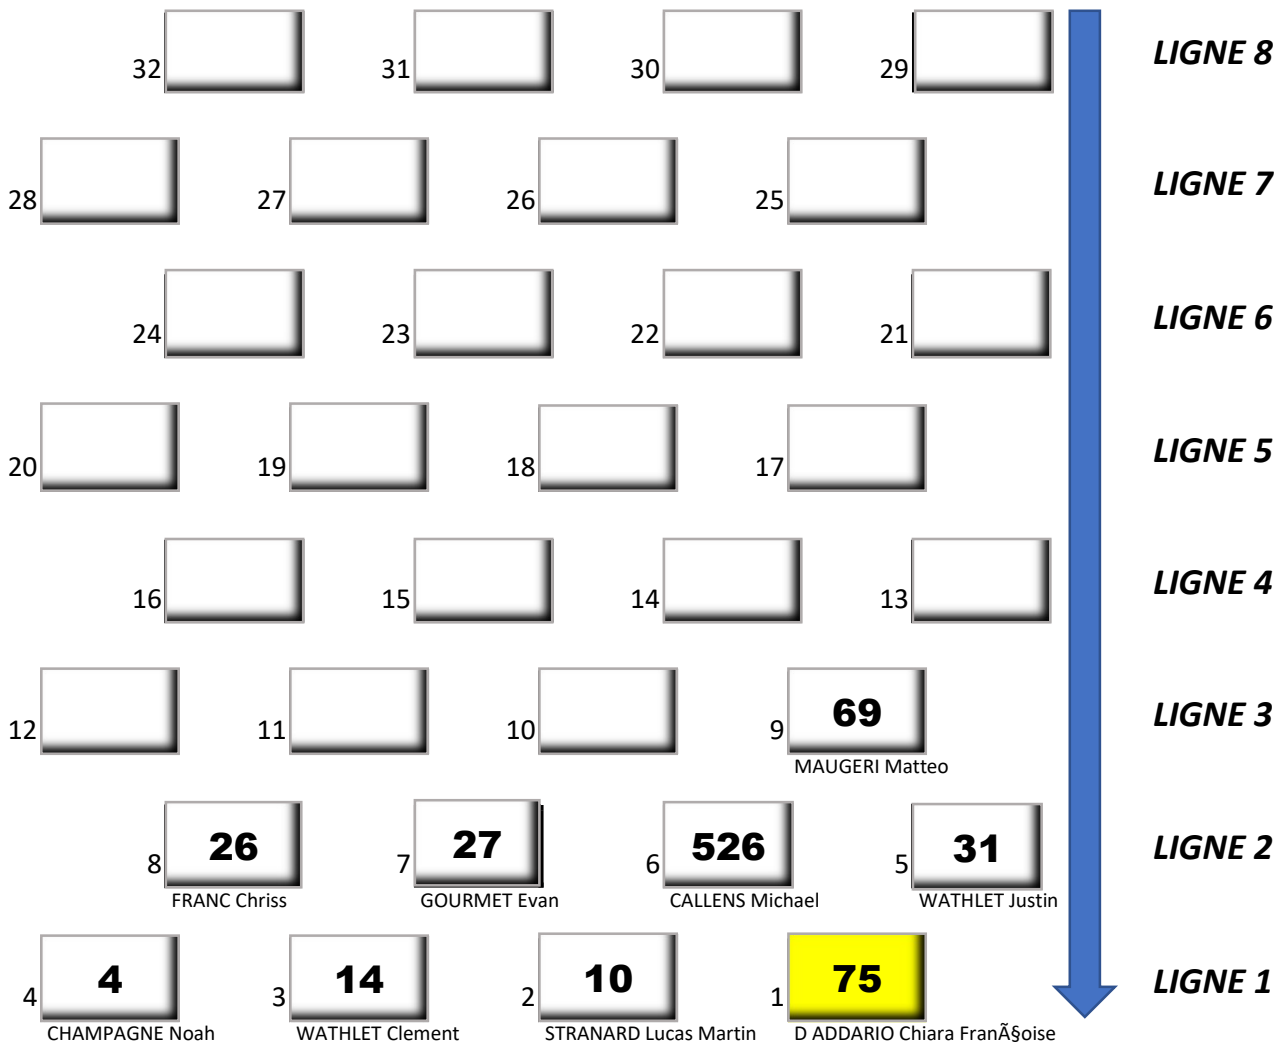 32 31 30 29 LIGNE 8
28 27 26 25 LIGNE 7
24 23 22 21 LIGNE 6
20 19 18 17 LIGNE 5
16 15 14 13 LIGNE 4
12 11 10 9 69 LIGNE 3
MAUGERI Matteo
8 26 7 27 6 526 5 31 LIGNE 2
FRANC Chriss GOURMET Evan CALLENS Michael WATHLET Justin
4 4 3 14 2 10 1 75 LIGNE 1
CHAMPAGNE Noah WATHLET Clement STRANARD Lucas Martin D ADDARIO Chiara FranÃ§oise